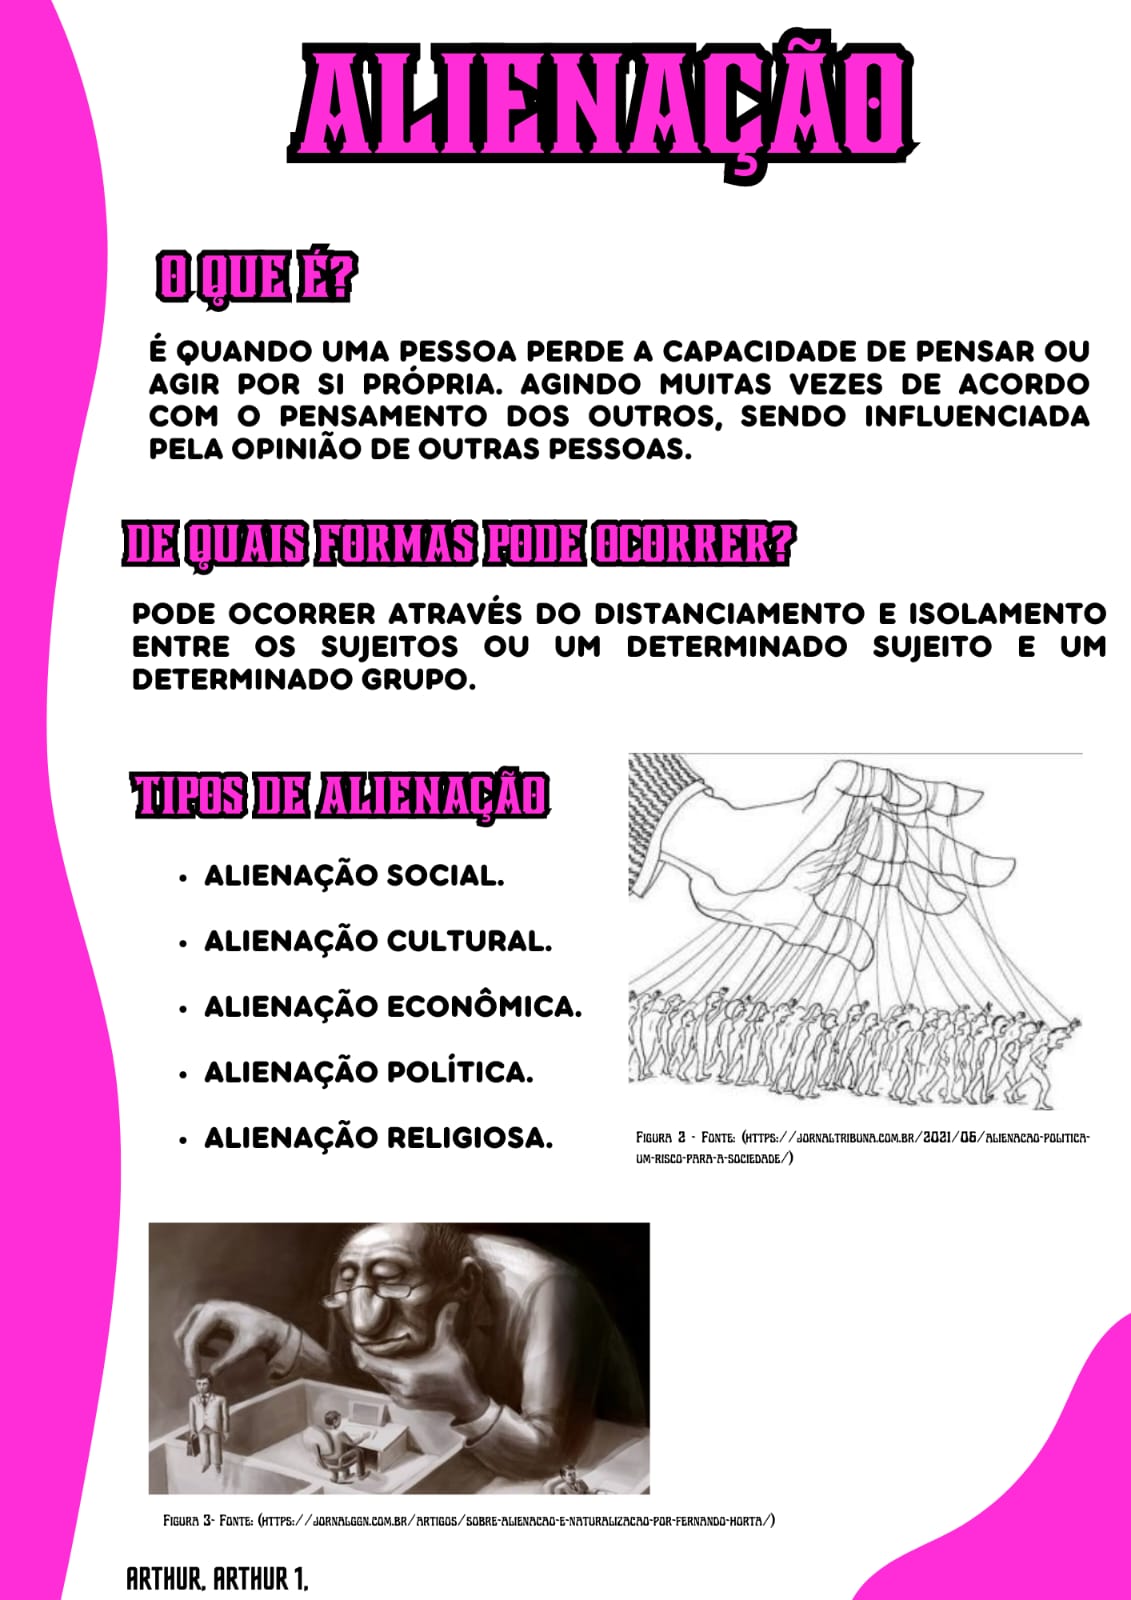 ALIENAÇÃO
O QUE É?
É QUANDO UMA PESSOA PERDE A CAPACIDADE DE PENSAR OU
AGIR POR SI PRÓPRIA. AGINDO MUITAS VEZES DE ACORDO
COM O PENSAMENTO DOS OUTROS, SENDO INFLUENCIADA
PELA OPINIÃO DE OUTRAS PESSOAS.
DE QUAIS FORMAS PODE OCORRER?
PODE OCORRER ATRAVÉS DO DISTANCIAMENTO E ISOLAMENTO
ENTRE OS SUJEITOS OU UM DETERMINADO SUJEITO E UM
DETERMINADO GRUPO.
TIPOS DE ALIENAÇÃO
• ALIENAÇÃO SOCIAL.
• ALIENAÇÃO CULTURAL.
• ALIENAÇÃO ECONÔMICA.
• ALIENAÇÃO POLÍTICA.
• ALIENAÇÃO RELIGIOSA.
Figura 2 - Fonte: (https://jornaltribuna.com.br/2021/06/alienacao-politica-
um-risco-para-a-sociedade/)
Figura 3- Fonte: (https://jornalggn.com.br/artigos/sobre-alienacao-e-naturalizacao-por-fernando-horta/)
ARTHUR, ARTHUR 1,